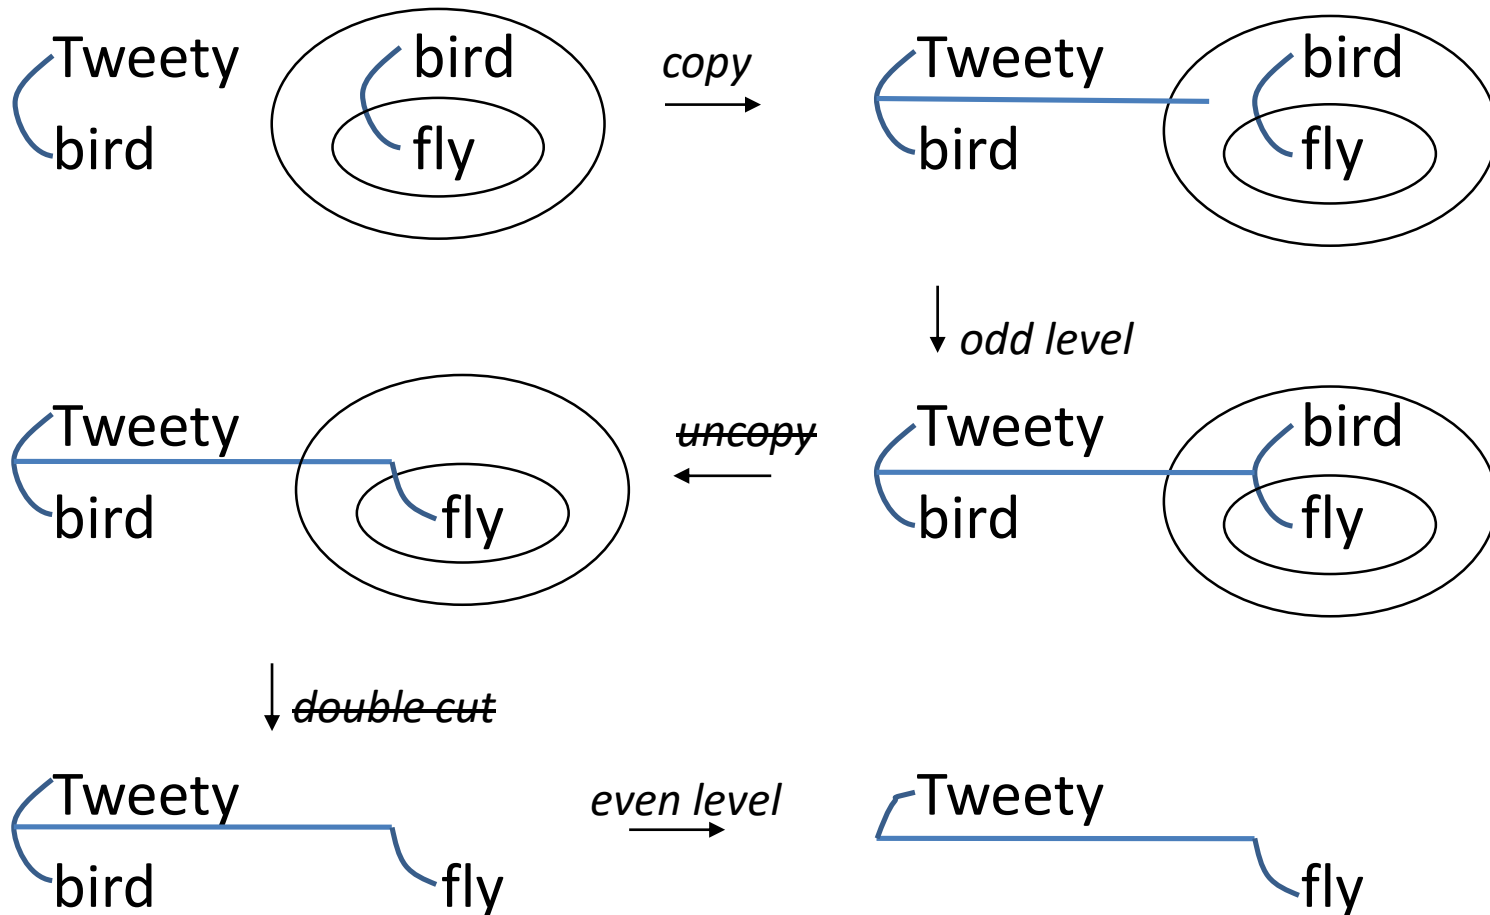 Tweety bird copy Tweety bird
bird fly bird fly
odd level
Tweety uncopy Tweety bird
bird fly bird fly
double cut
Tweety even level Tweety
bird fly fly